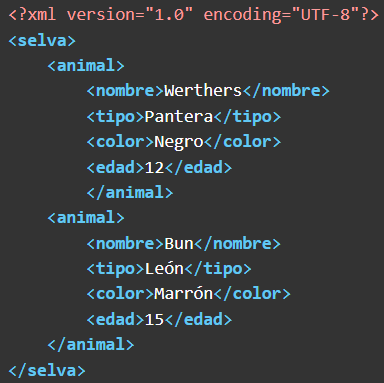 <?xml version="1.0" encoding="UTF-8"?>
<selva>
    <animal>
        <nombre>Werthers</nombre>
        <tipo>Pantera</tipo>
        <color>Negro</color>
        <edad>12</edad>
        </animal>
    <animal>
        <nombre>Bun</nombre>
        <tipo>León</tipo>
        <color>Marrón</color>
        <edad>15</edad>
    </animal>
</selva>